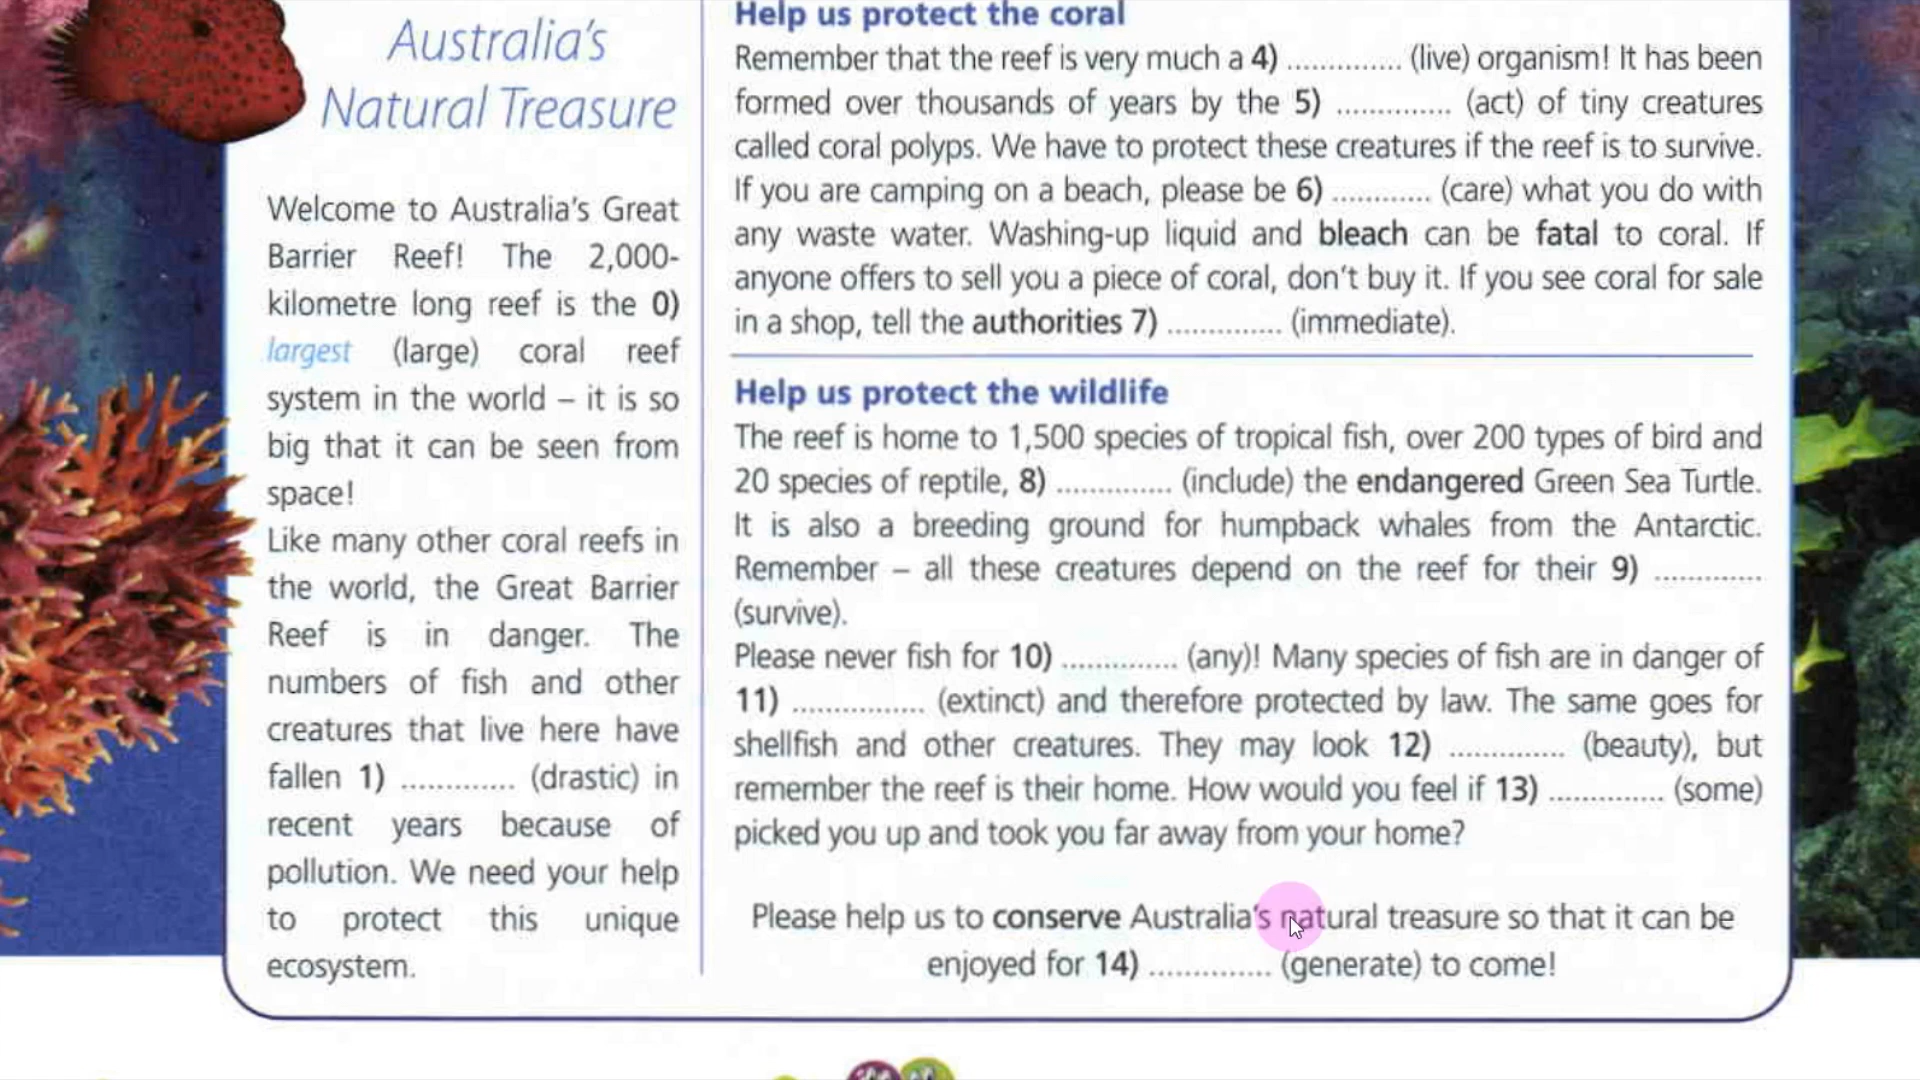 Australia's
Natural Treasure
Welcome to Australia's Great
Barrier Reef! The 2,000-
kilometre long reef is the 0)
largest (large) coral reef
system in the world – it is so
big that it can be seen from
space!
Like many other coral reefs in
the world, the Great Barrier
Reef is in danger. The
numbers of fish and other
creatures that live here have
fallen 1) .............. (drastic) in
recent years because of
pollution. We need your help
to protect this unique
ecosystem.
Help us protect the coral
Remember that the reef is very much a 4) .............. (live) organism! It has been
formed over thousands of years by the 5) .............. (act) of tiny creatures
called coral polyps. We have to protect these creatures if the reef is to survive.
If you are camping on a beach, please be 6) ............ (care) what you do with
any waste water. Washing-up liquid and bleach can be fatal to coral. If
anyone offers to sell you a piece of coral, don't buy it. If you see coral for sale
in a shop, tell the authorities 7) .............. (immediate).
Help us protect the wildlife
The reef is home to 1,500 species of tropical fish, over 200 types of bird and
20 species of reptile, 8) .............. (include) the endangered Green Sea Turtle.
It is also a breeding ground for humpback whales from the Antarctic.
Remember – all these creatures depend on the reef for their 9) .............
(survive).
Please never fish for 10) .............. (any)! Many species of fish are in danger of
11) ................ (extinct) and therefore protected by law. The same goes for
shellfish and other creatures. They may look 12) .............. (beauty), but
remember the reef is their home. How would you feel if 13) .............. (some)
picked you up and took you far away from your home?
Please help us to conserve Australia's natural treasure so that it can be
enjoyed for 14) ............... (generate) to come!